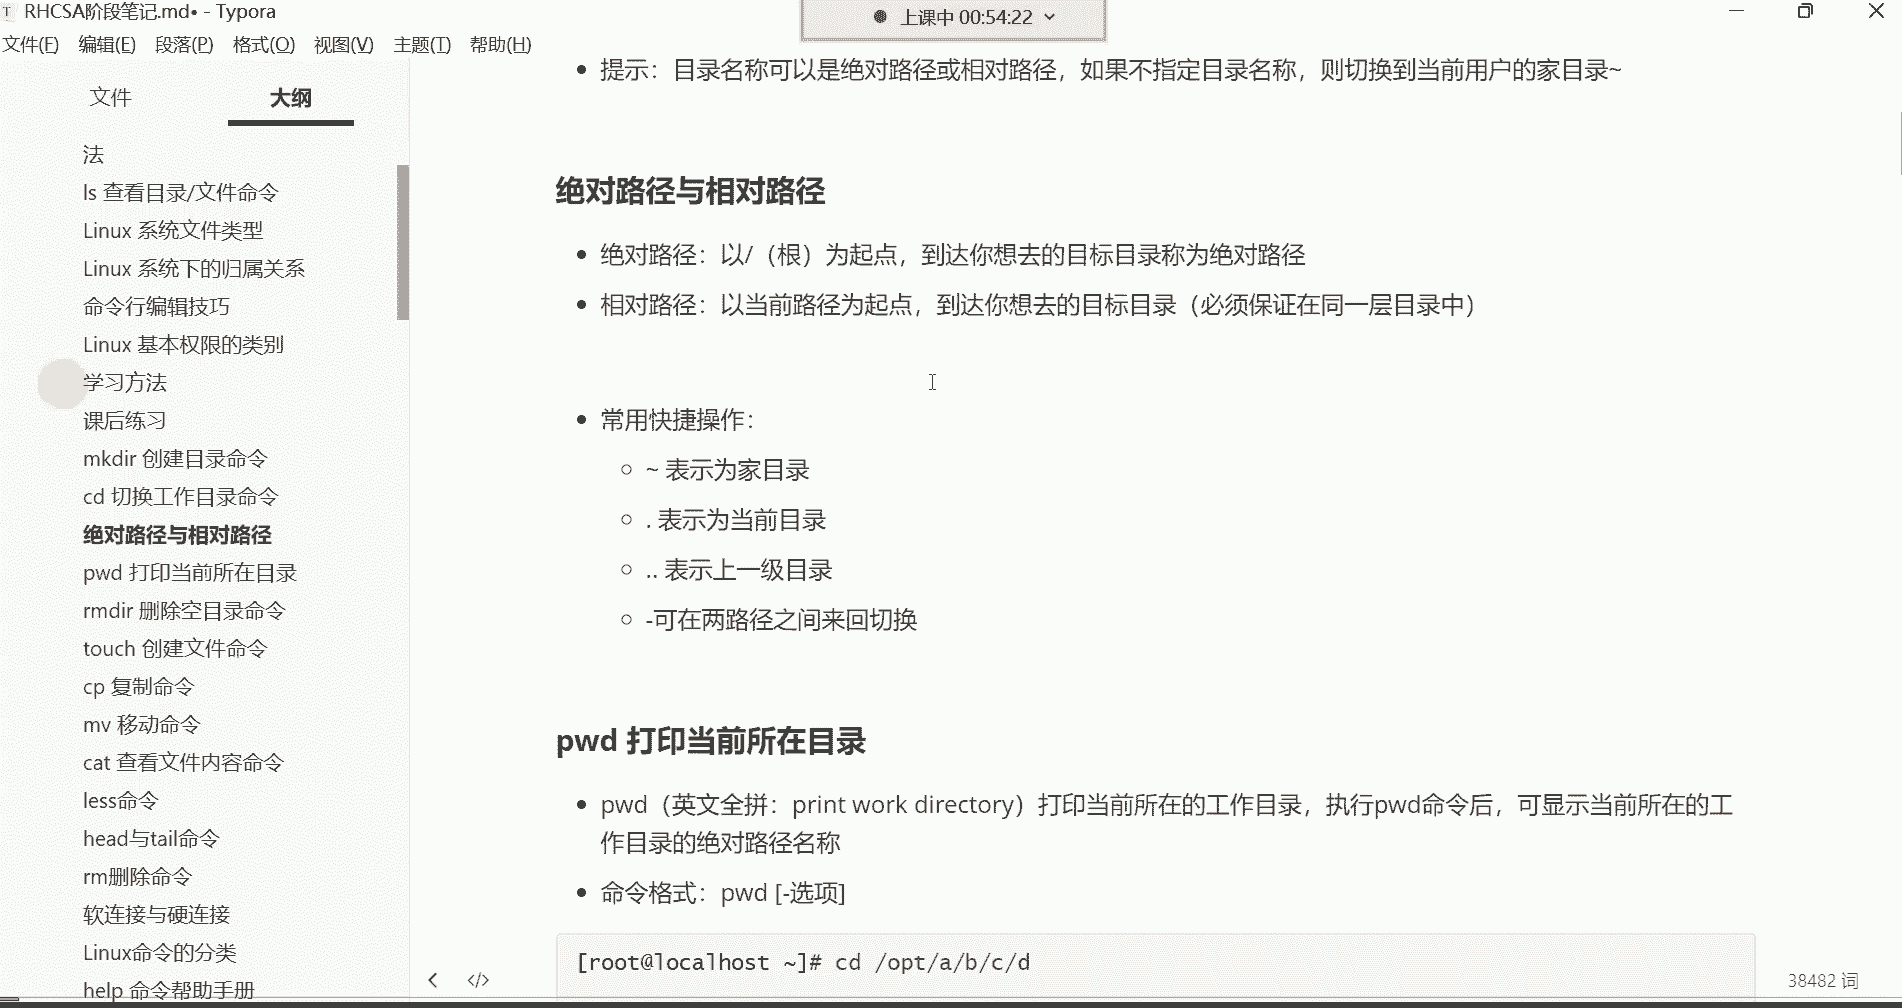 RHCSA阶段笔记.md• - Typora
上课中 00:54:22
文件(F) 编辑(E) 段落(P) 格式(O) 视图(V) 主题(T) 帮助(H)
文件 大纲
法
ls 查看目录/文件命令
Linux 系统文件类型
Linux 系统下的归属关系
命令行编辑技巧
Linux 基本权限的类别
学习方法
课后练习
mkdir 创建目录命令
cd 切换工作目录命令
绝对路径与相对路径
pwd 打印当前所在目录
rmdir 删除空目录命令
touch 创建文件命令
cp 复制命令
mv 移动命令
cat 查看文件内容命令
less命令
head与tail命令
rm删除命令
软连接与硬连接
Linux命令的分类
help 命令帮助手册
提示：目录名称可以是绝对路径或相对路径，如果不指定目录名称，则切换到当前用户的家目录~
绝对路径与相对路径
绝对路径：以/（根）为起点，到达你想去的目标目录称为绝对路径
相对路径：以当前路径为起点，到达你想去的目标目录（必须保证在同一层目录中）
常用快捷操作：
~ 表示为家目录
. 表示为当前目录
.. 表示上一级目录
-可在两路径之间来回切换
pwd 打印当前所在目录
pwd（英文全拼：print work directory）打印当前所在的工作目录，执行pwd命令后，可显示当前所在的工
作目录的绝对路径名称
命令格式：pwd [-选项]
[root@localhost ~]# cd /opt/a/b/c/d
38482 词